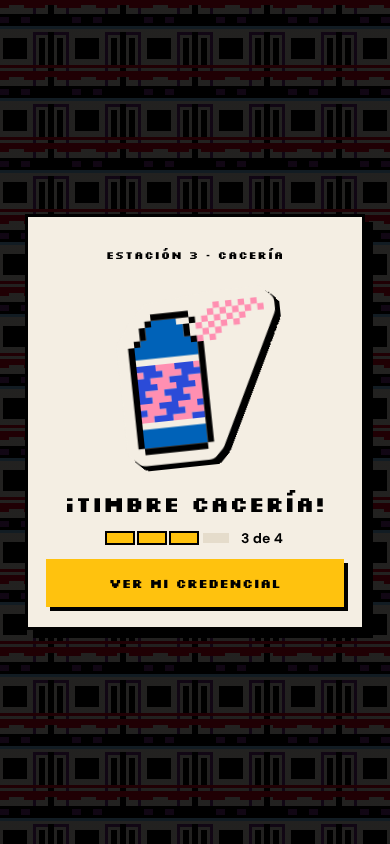 ESTACIÓN 3 · CACERÍA
¡TIMBRE CACERÍA!
3 de 4
VER MI CREDENCIAL